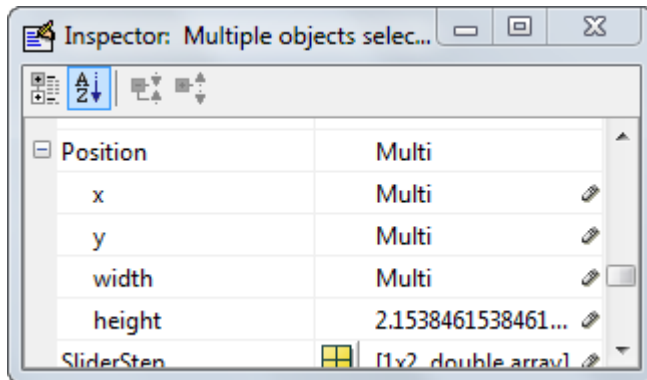 Inspector: Multiple objects selec...
A
Z
Position Multi
x Multi
y Multi
width Multi
height 2.1538461538461...
SliderStep [1x2 double array]